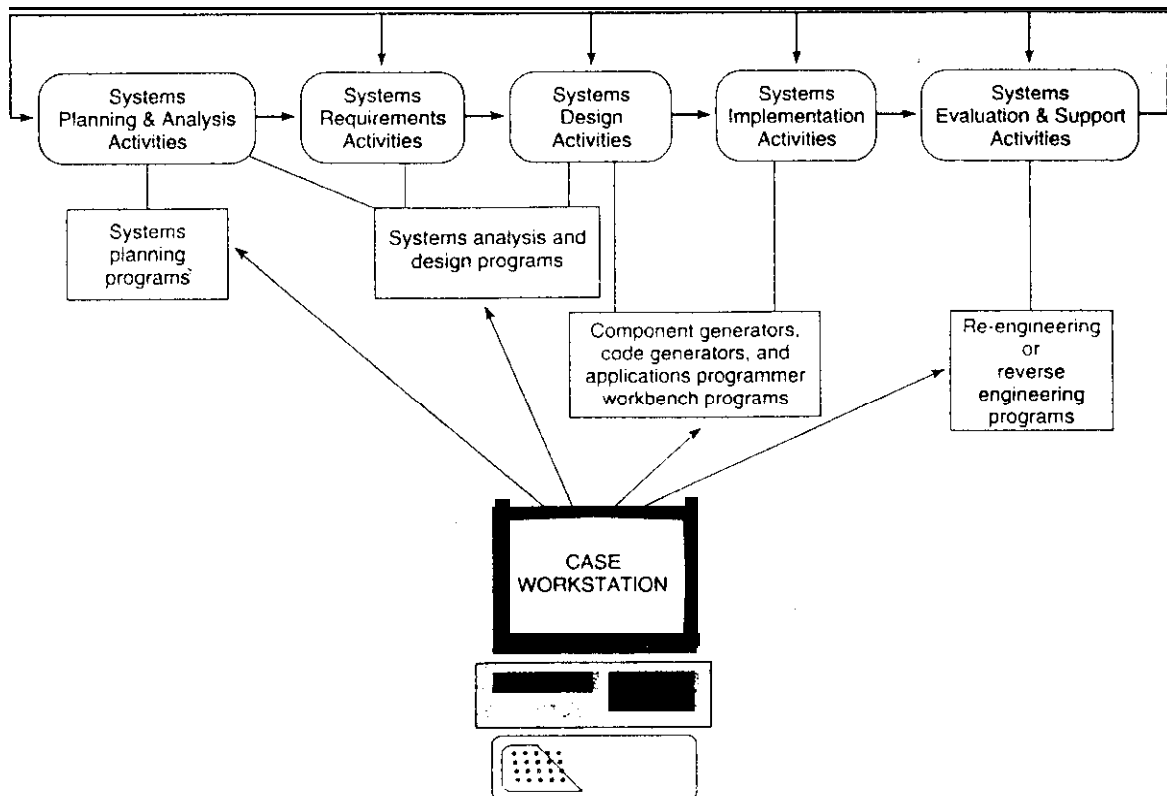 Systems
Planning & Analysis
Activities
Systems
Requirements
Activities
Systems
Design
Activities
Systems
Implementation
Activities
Systems
Evaluation & Support
Activities
Systems
planning
programs
Systems analysis and
design programs
Component generators,
code generators, and
applications programmer
workbench programs
Re-engineering
or
reverse
engineering
programs
CASE
WORKSTATION